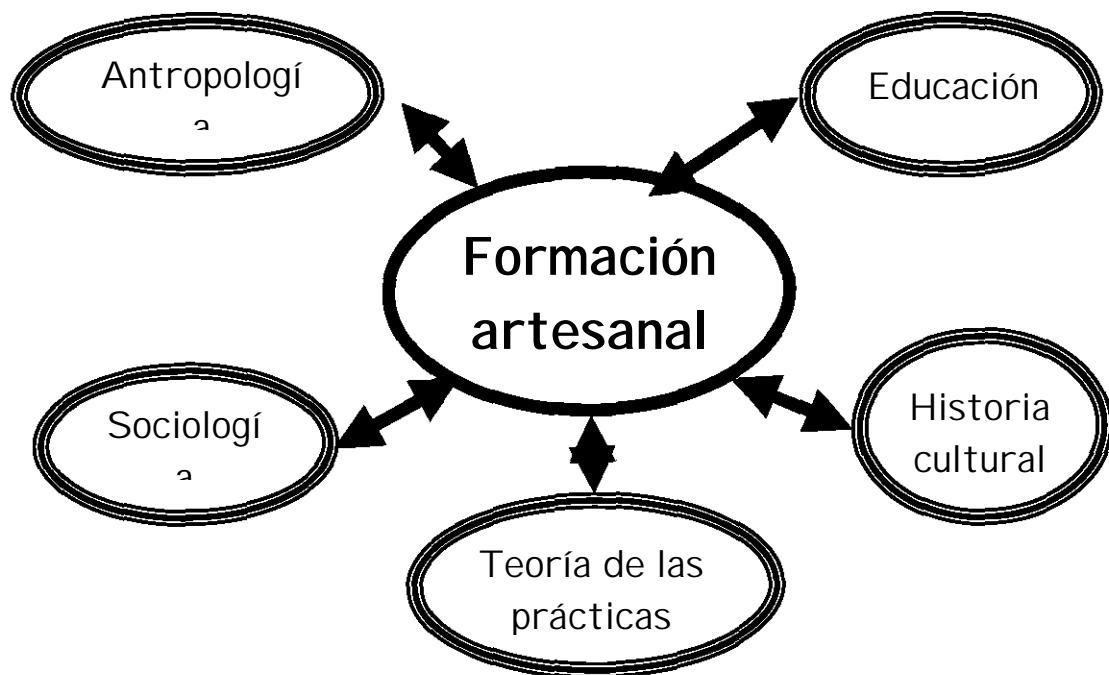 Antropologí
a
Educación
Formación
artesanal
Sociologí
a
Historia
cultural
Teoría de las
prácticas